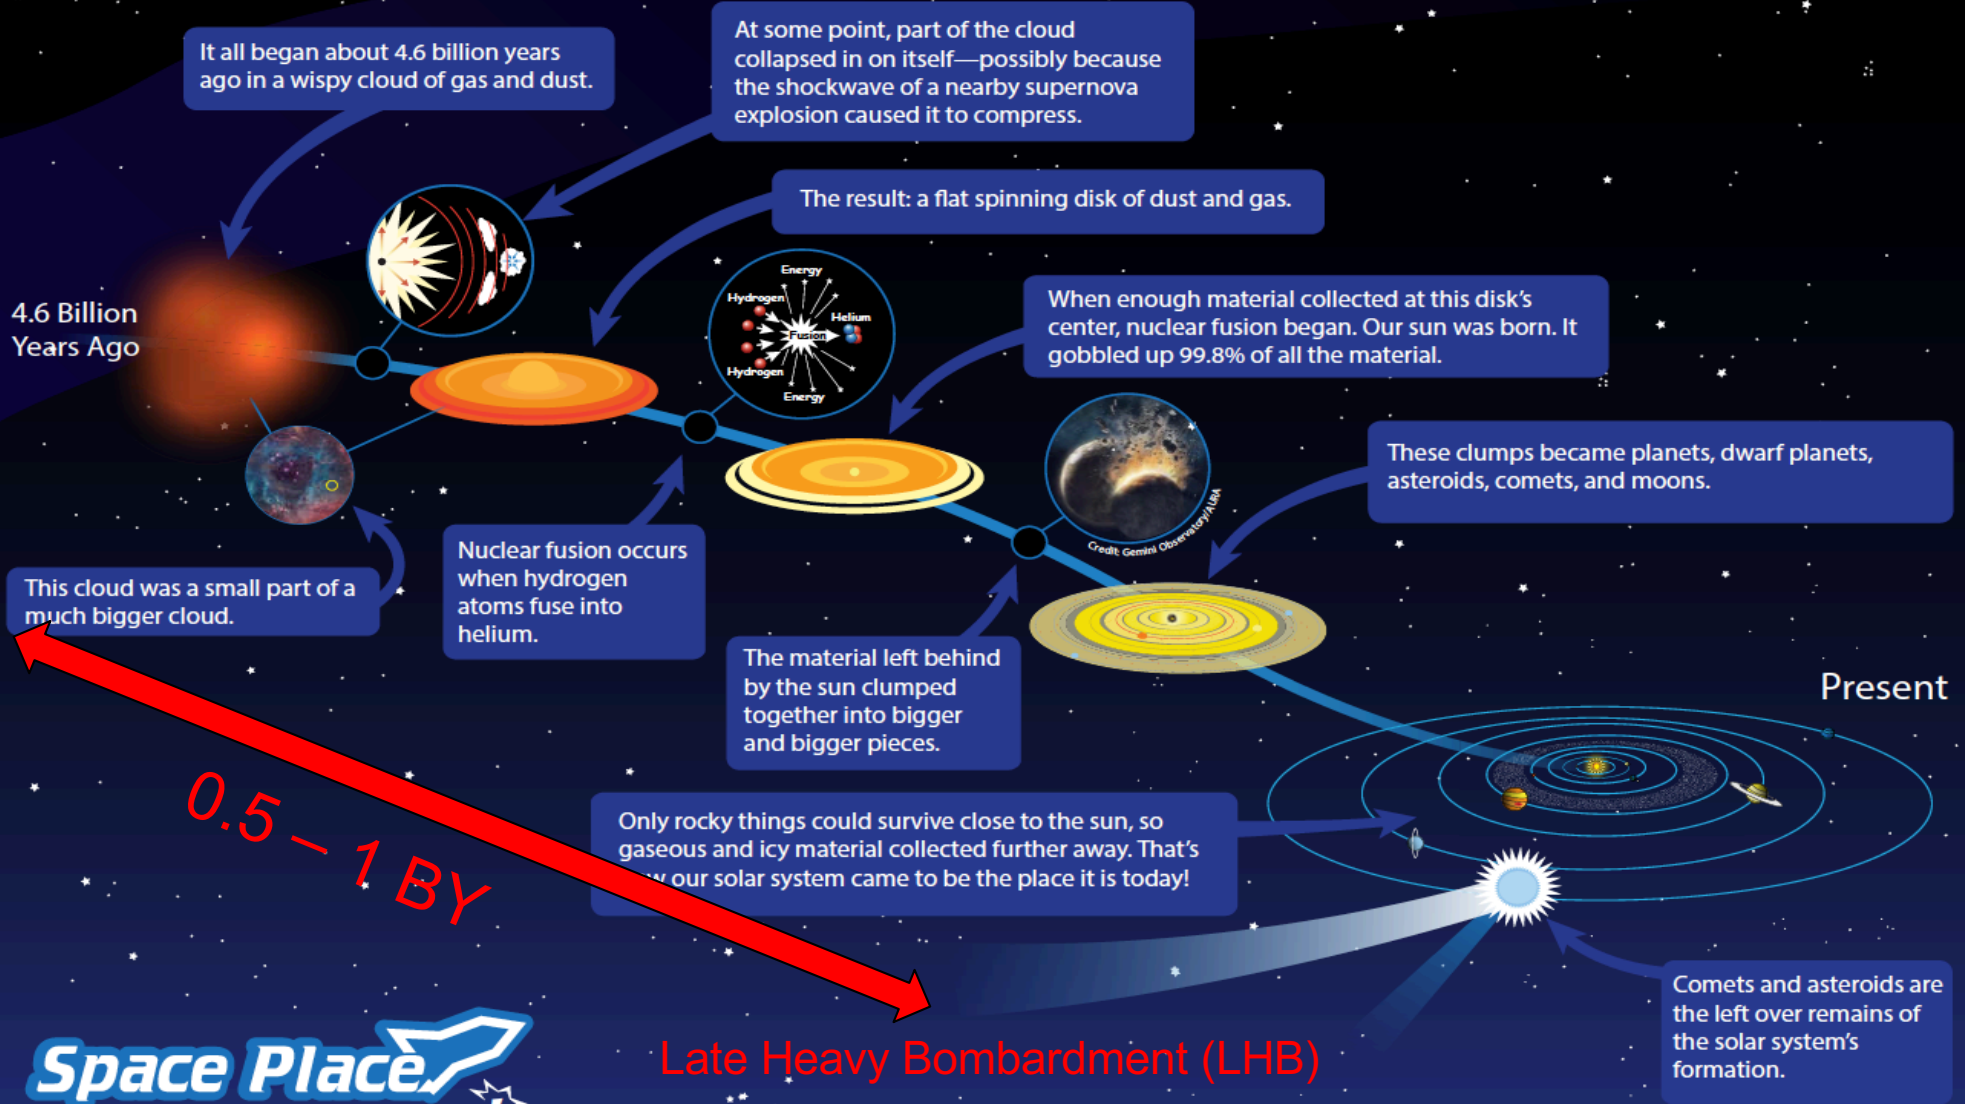 It all began about 4.6 billion years
ago in a wispy cloud of gas and dust.
At some point, part of the cloud
collapsed in on itself—possibly because
the shockwave of a nearby supernova
explosion caused it to compress.
The result: a flat spinning disk of dust and gas.
4.6 Billion
Years Ago
Energy
Hydrogen
Helium
Fusion
Hydrogen
Energy
When enough material collected at this disk's
center, nuclear fusion began. Our sun was born. It
gobbled up 99.8% of all the material.
Credit: Gemini Observatory/AURA
These clumps became planets, dwarf planets,
asteroids, comets, and moons.
This cloud was a small part of a
much bigger cloud.
Nuclear fusion occurs
when hydrogen
atoms fuse into
helium.
The material left behind
by the sun clumped
together into bigger
and bigger pieces.
Present
0.5 – 1 BY
Only rocky things could survive close to the sun, so
gaseous and icy material collected further away. That's
our solar system came to be the place it is today!
Comets and asteroids are
the left over remains of
the solar system's
formation.
Space Place
Late Heavy Bombardment (LHB)